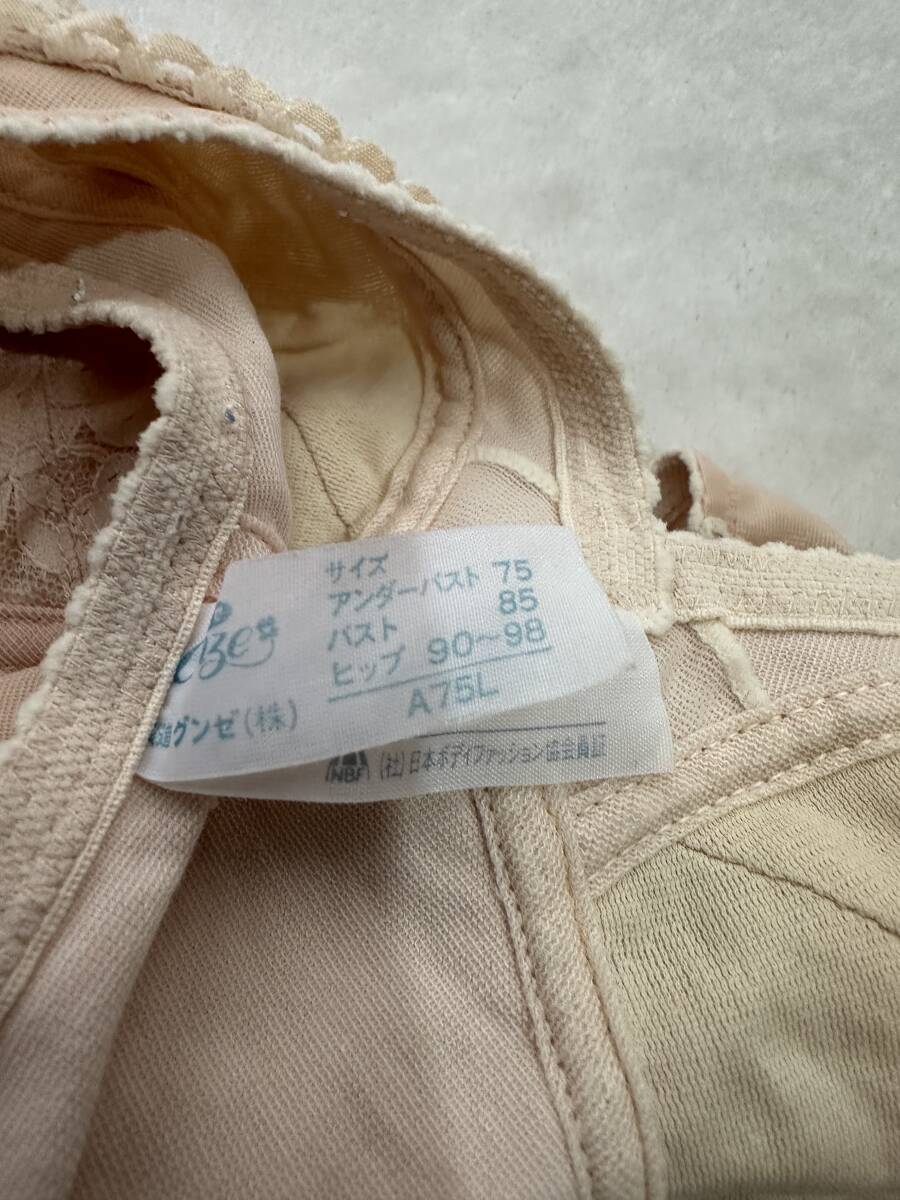 サイズ
アンダーバスト 75
バスト 85
ヒップ 90〜98
A75L
グンゼ(株)
NBF (社)日本ボディファッション協会員証